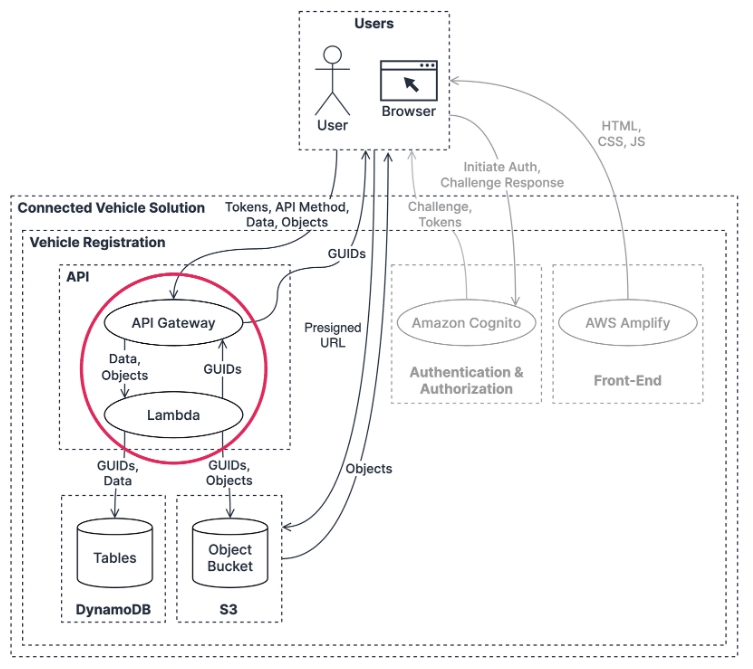 Users
User
Browser
HTML,
CSS, JS
Initiate Auth,
Challenge Response
Connected Vehicle Solution
Tokens, API Method,
Data, Objects
Challenge,
Tokens
Vehicle Registration
GUIDs
API
API Gateway
Amazon Cognito
AWS Amplify
Presigned
URL
Data,
Objects
GUIDs
Authentication &
Authorization
Front-End
Lambda
GUIDs,
Data
GUIDs,
Objects
Objects
Tables
Object
Bucket
DynamoDB
S3